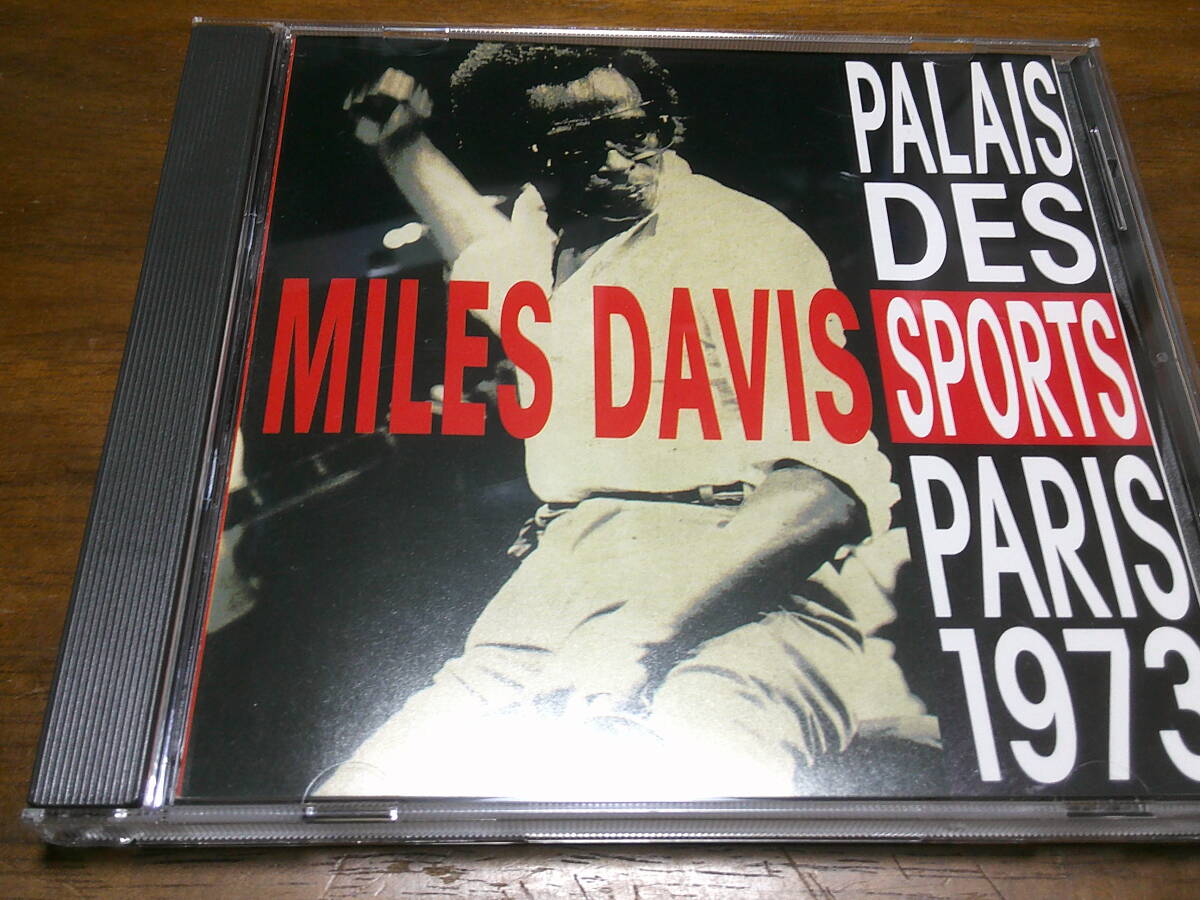 MILES DAVIS
PALAIS
DES
SPORTS
PARIS
1973